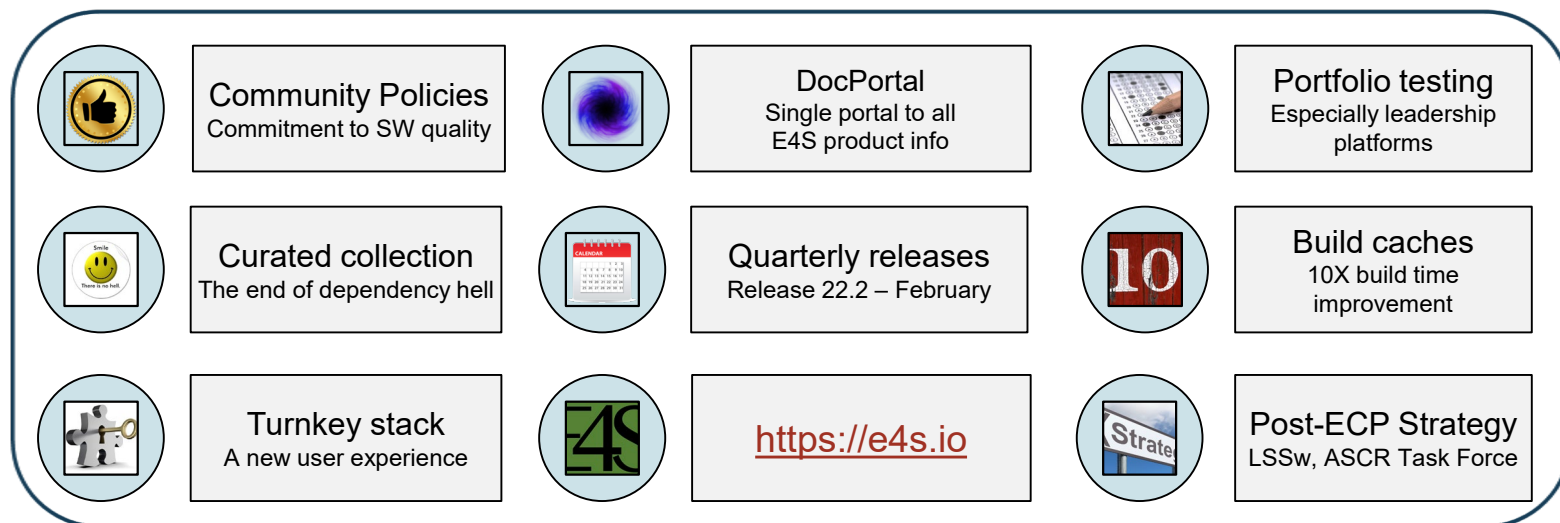 Community Policies
Commitment to SW quality
DocPortal
Single portal to all
E4S product info
Portfolio testing
Especially leadership
platforms
Smile
There is no hell.
Curated collection
The end of dependency hell
CALENDAR
Quarterly releases
Release 22.2 – February
10
Build caches
10X build time
improvement
Turnkey stack
A new user experience
E4S
https://e4s.io
Strate
Post-ECP Strategy
LSSw, ASCR Task Force